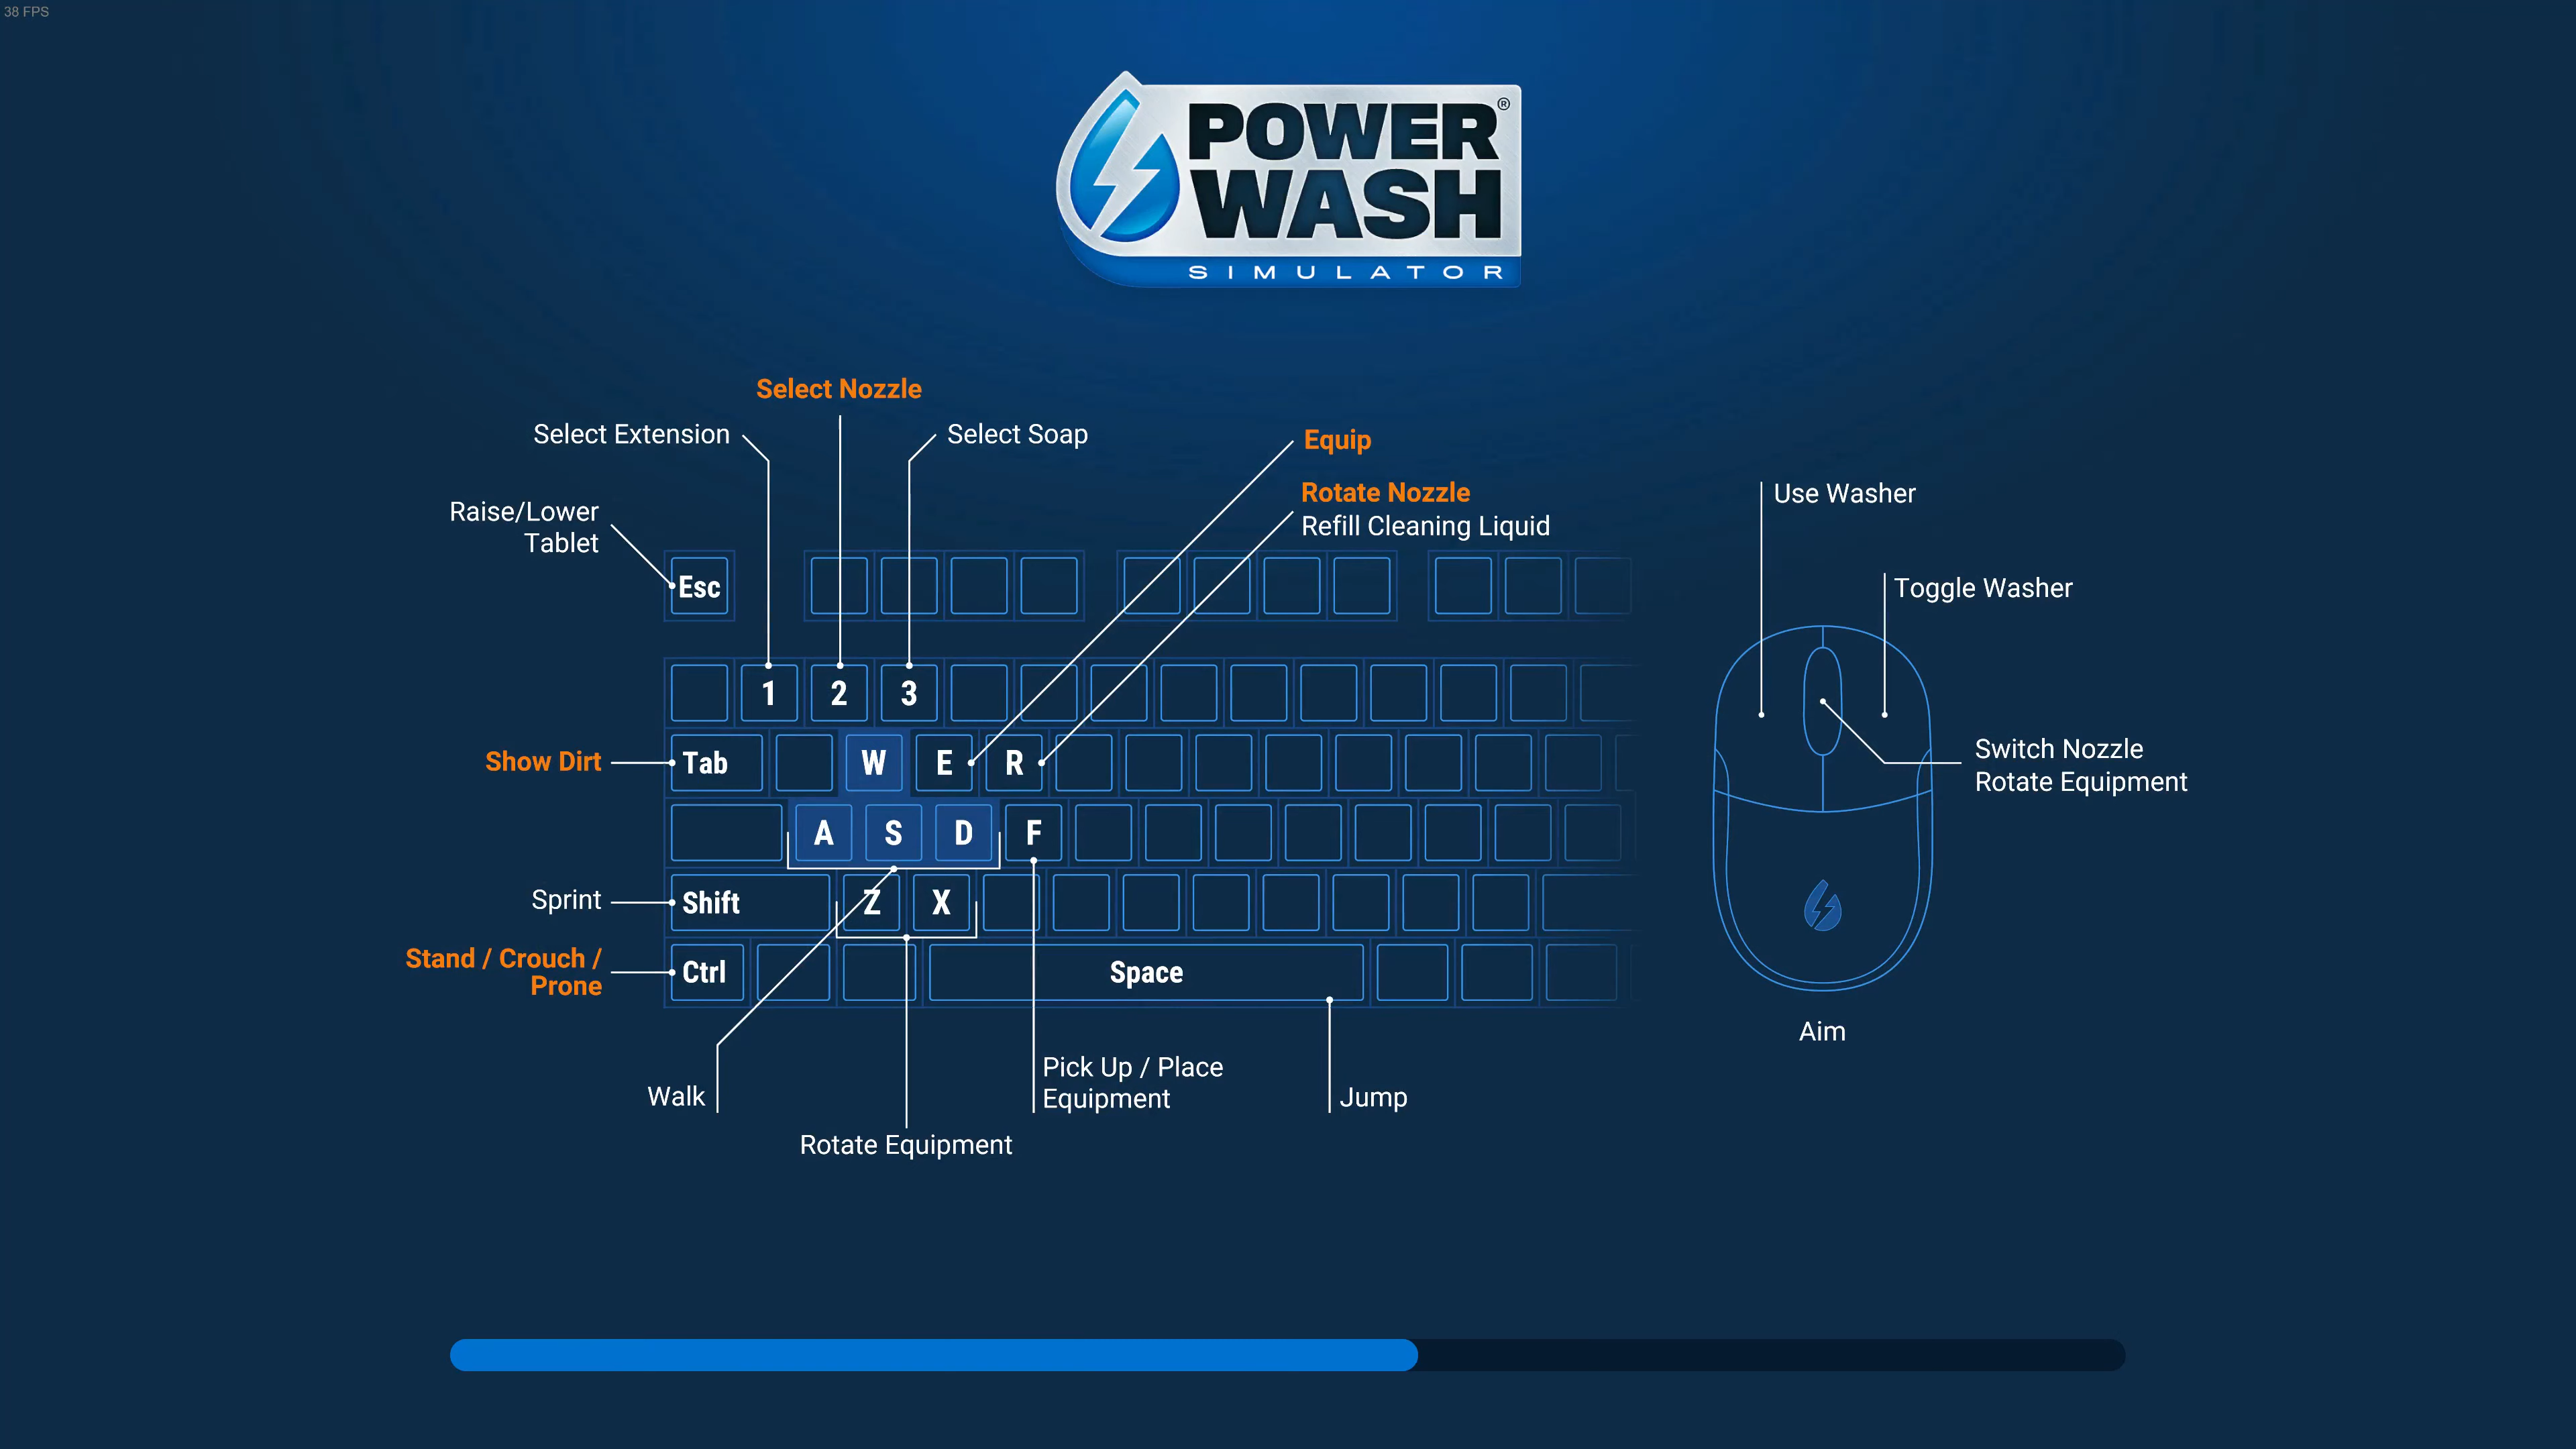 38 FPS
POWER®
WASH
SIMULATOR
Select Nozzle
Select Extension
Select Soap
Equip
Rotate Nozzle
Refill Cleaning Liquid
Use Washer
Raise/Lower
Tablet
Esc
Toggle Washer
1 2 3
Show Dirt
Tab W E R
Switch Nozzle
Rotate Equipment
A S D F
Sprint
Shift Z X
Stand / Crouch /
Prone
Ctrl Space
Aim
Walk
Pick Up / Place
Equipment
Jump
Rotate Equipment